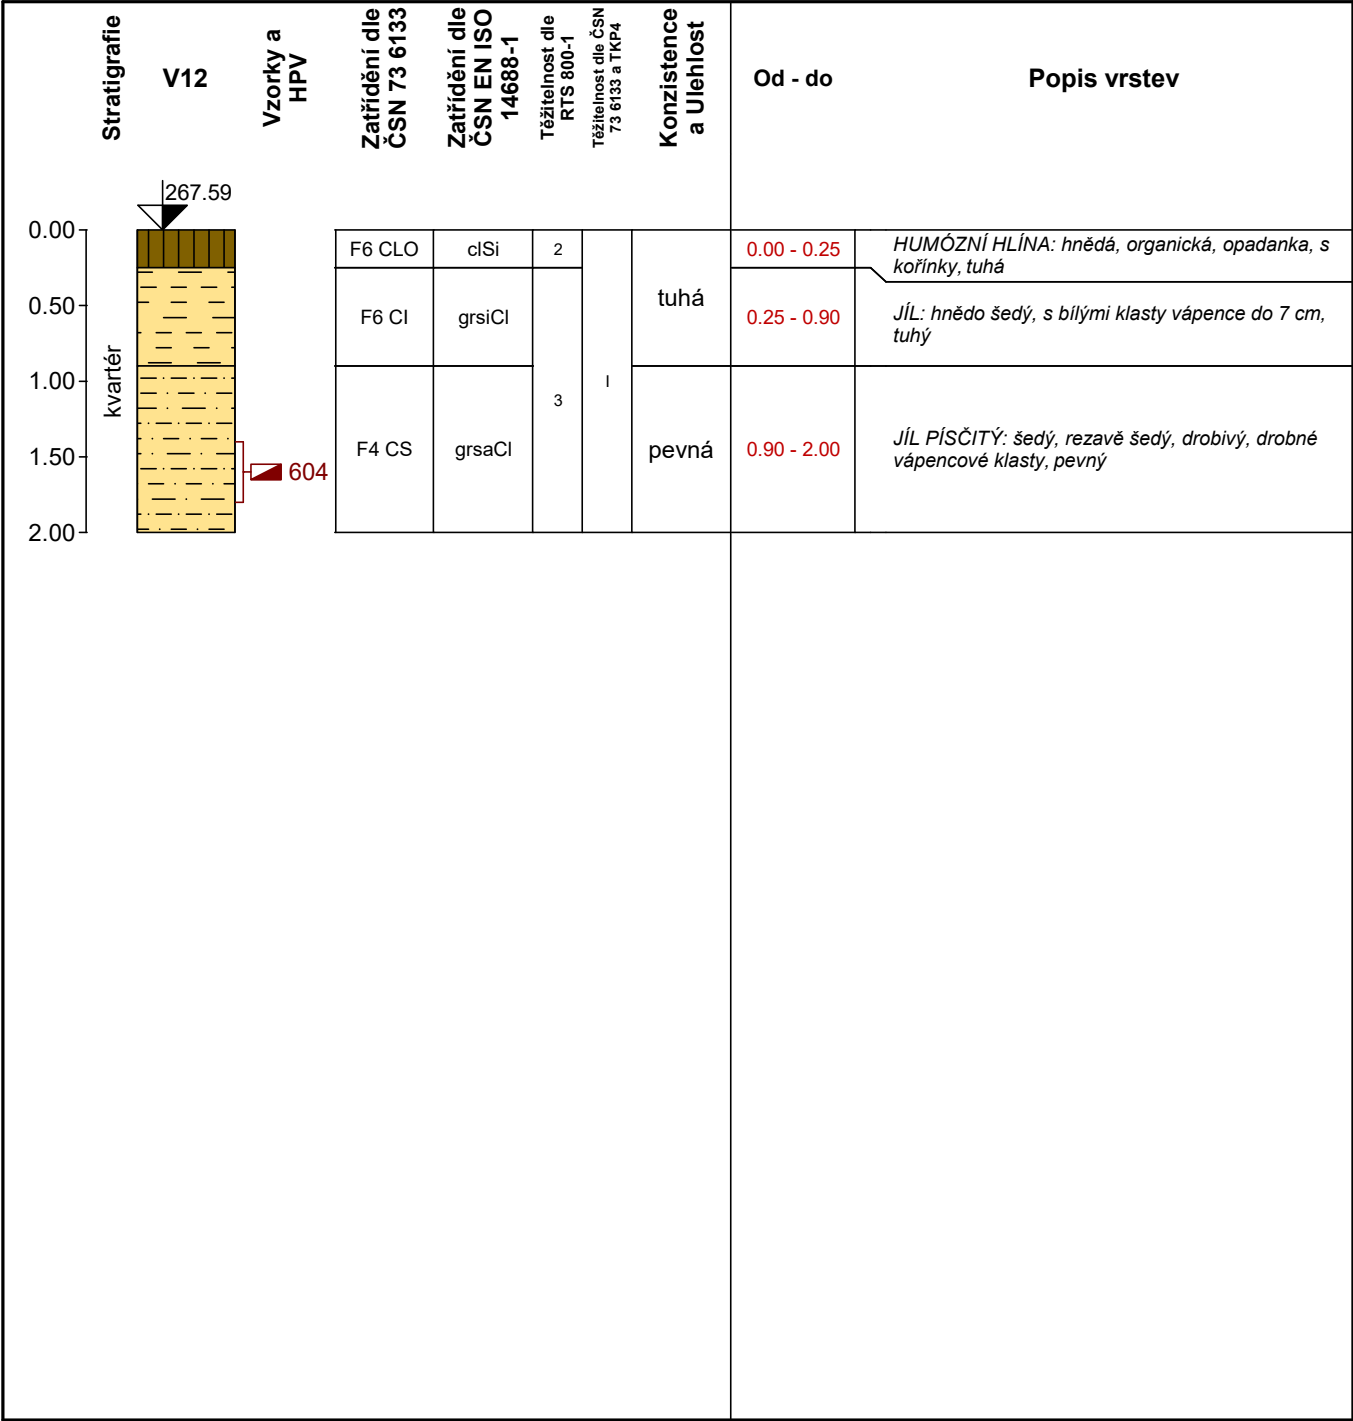 Stratigrafie
V12
Vzorky a
HPV
Zatřídění dle
ČSN 73 6133
Zatřídění dle
ČSN EN ISO
14688-1
Těžitelnost dle
RTS 800-1
Těžitelnost dle ČSN
73 6133 a TKP4
Konzistence
a Ulehlost
Od - do
Popis vrstev
267.59
0.00
0.50
1.00
1.50
2.00
kvartér
604
F6 CLO
clSi
2
0.00 - 0.25
HUMÓZNÍ HLÍNA: hnědá, organická, opadanka, s
kořínky, tuhá
F6 CI
grsiCl
tuhá
0.25 - 0.90
JÍL: hnědo šedý, s bílými klasty vápence do 7 cm,
tuhý
3
I
F4 CS
grsaCl
pevná
0.90 - 2.00
JÍL PÍSČITÝ: šedý, rezavě šedý, drobivý, drobné
vápencové klasty, pevný